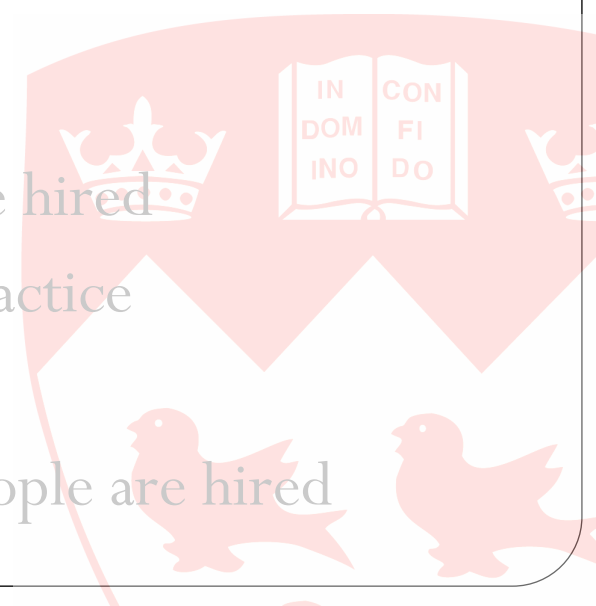 IN CON
DOM FI
INO DO
hired
actice
ople are hired